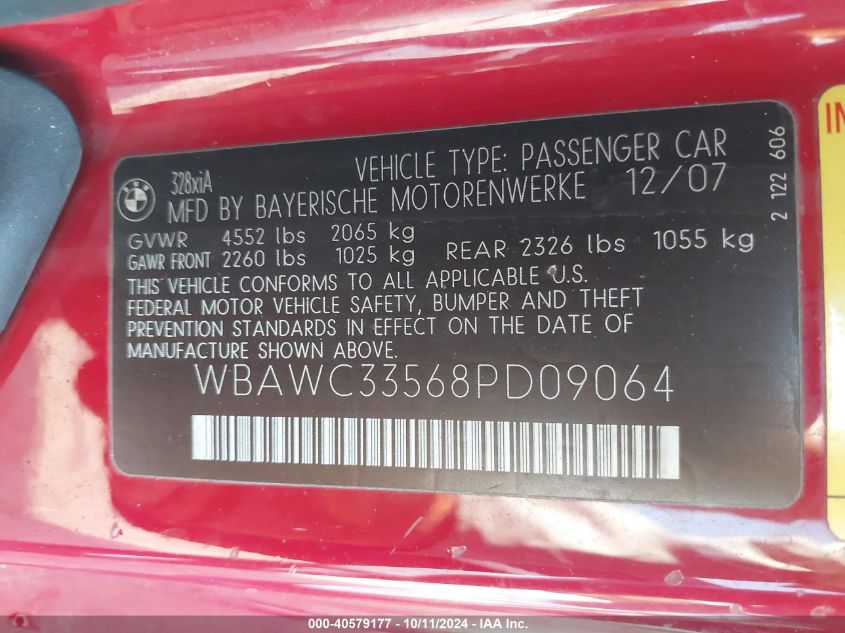 BMW
328xiA
VEHICLE TYPE: PASSENGER CAR
MFD BY BAYERISCHE MOTORENWERKE 12/07
GVWR 4552 lbs 2065 kg
GAWR FRONT 2260 lbs 1025 kg REAR 2326 lbs 1055 kg
THIS VEHICLE CONFORMS TO ALL APPLICABLE U.S.
FEDERAL MOTOR VEHICLE SAFETY, BUMPER AND THEFT
PREVENTION STANDARDS IN EFFECT ON THE DATE OF
MANUFACTURE SHOWN ABOVE.
WBAWC33568PD09064
2 122 606
000-40579177 - 10/11/2024 - IAA Inc.